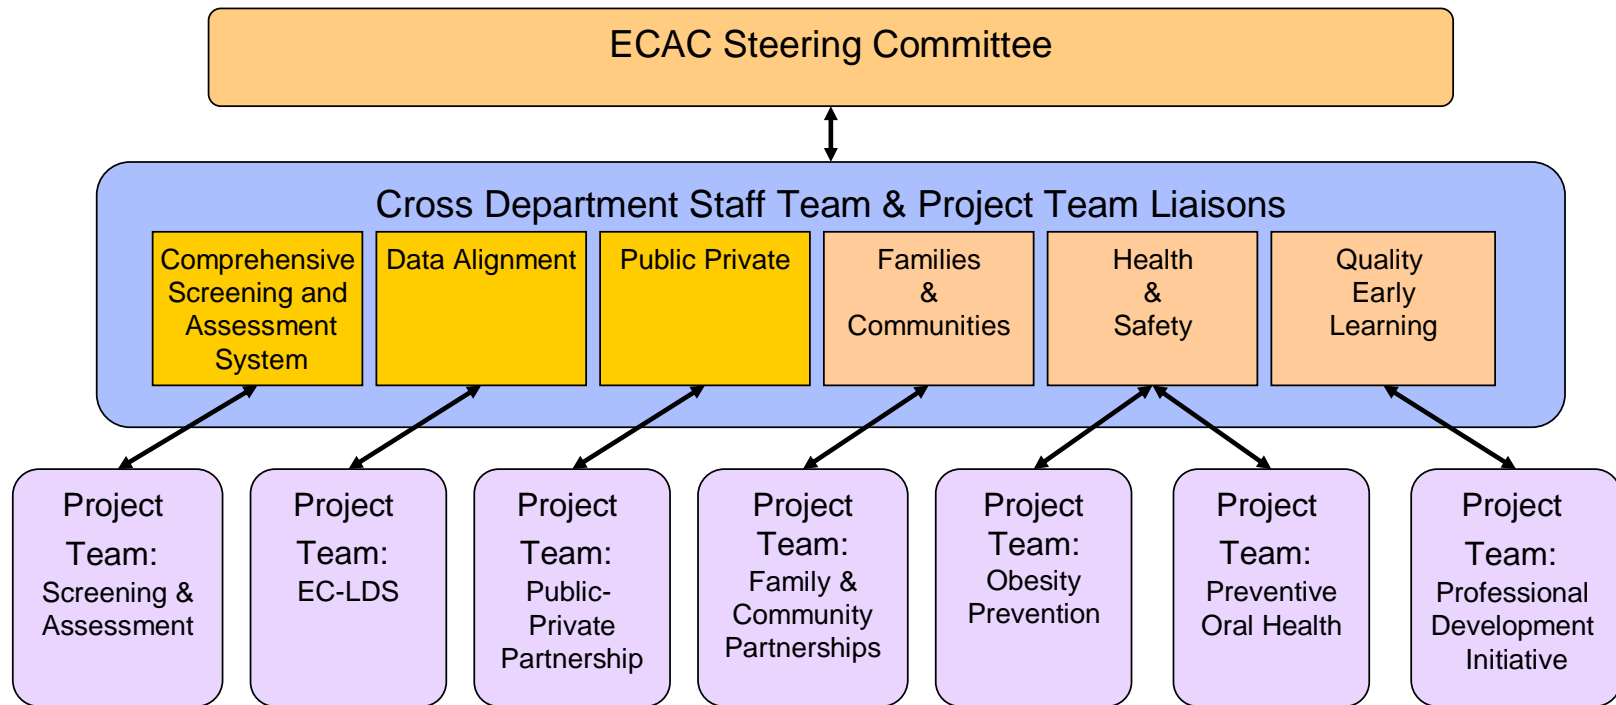 ECAC Steering Committee
Cross Department Staff Team & Project Team Liaisons
Comprehensive
Screening and
Assessment
System
Data Alignment
Public Private
Families
&
Communities
Health
&
Safety
Quality
Early
Learning
Project
Team:
Screening &
Assessment
Project
Team:
EC-LDS
Project
Team:
Public-
Private
Partnership
Project
Team:
Family &
Community
Partnerships
Project
Team:
Obesity
Prevention
Project
Team:
Preventive
Oral Health
Project
Team:
Professional
Development
Initiative